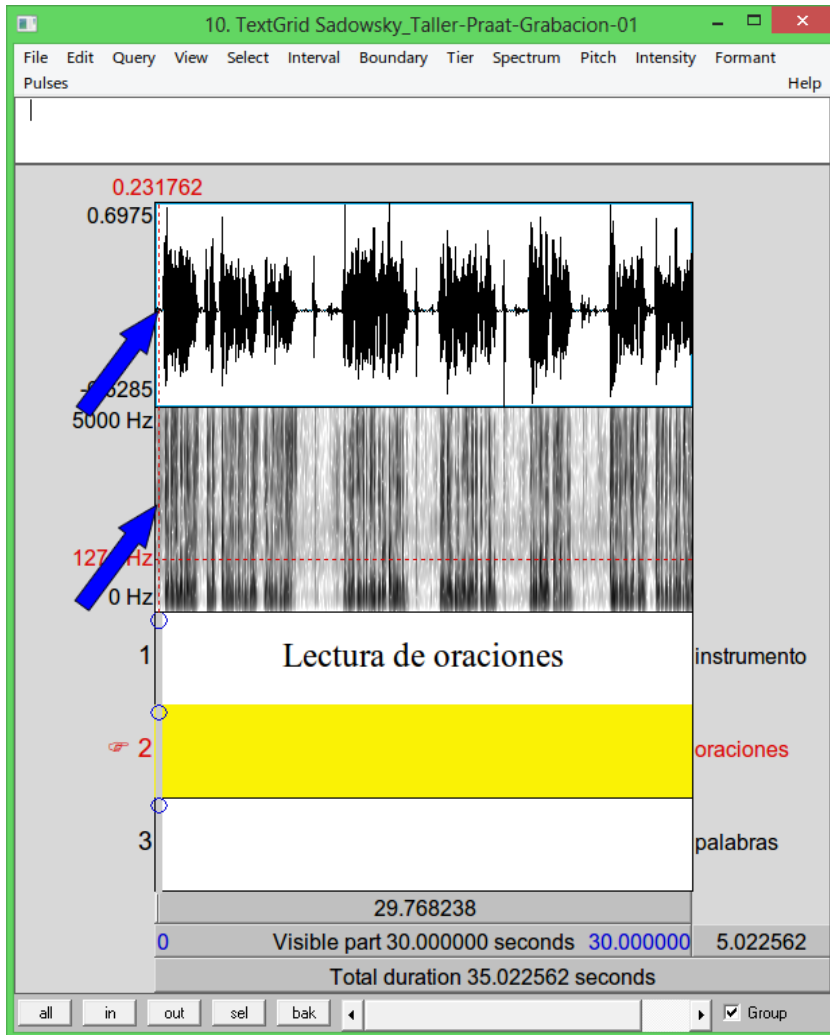 10. TextGrid Sadowsky_Taller-Praat-Grabacion-01
File Edit Query View Select Interval Boundary Tier Spectrum Pitch Intensity Formant
Pulses Help
0.231762
0.6975
5000 Hz
0 Hz
1 Lectura de oraciones instrumento
2 oraciones
3 palabras
29.768238
0 Visible part 30.000000 seconds 30.000000 5.022562
Total duration 35.022562 seconds
all in out sel bak Group